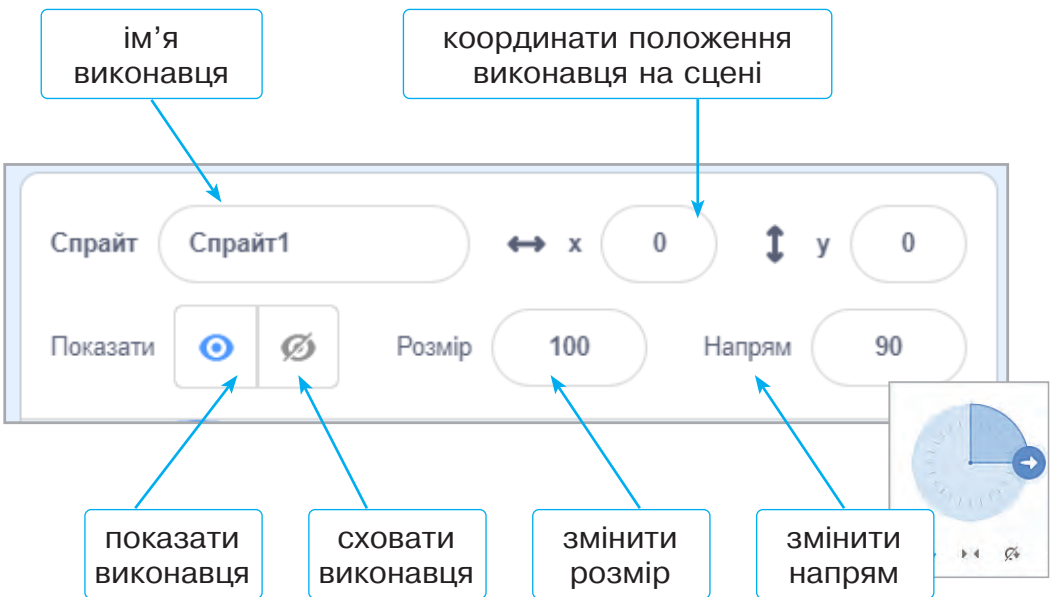 ім’я
виконавця
координати положення
виконавця на сцені
Спрайт Спрайт1 x 0 y 0
Показати Розмір 100 Напрям 90
показати
виконавця
сховати
виконавця
змінити
розмір
змінити
напрям